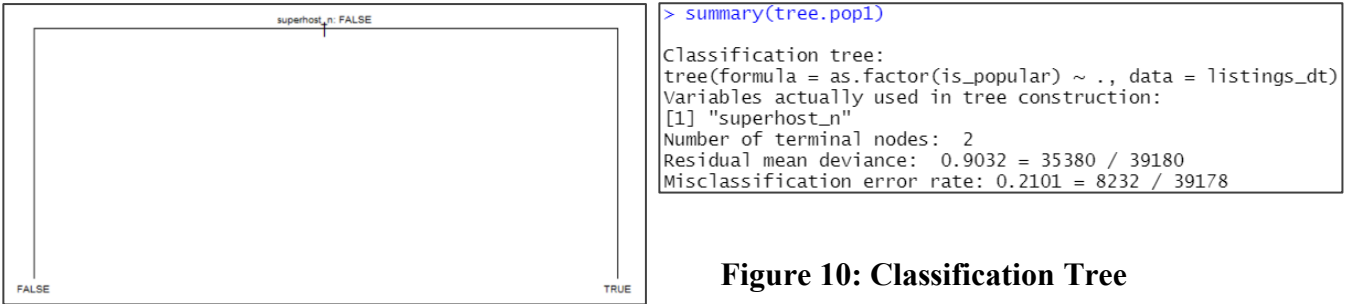 superhost_n: FALSE
FALSE
TRUE
> summary(tree.pop1)
Classification tree:
tree(formula = as.factor(is_popular) ~ ., data = listings_dt)
Variables actually used in tree construction:
[1] "superhost_n"
Number of terminal nodes:  2
Residual mean deviance:  0.9032 = 35380 / 39180
Misclassification error rate: 0.2101 = 8232 / 39178
Figure 10: Classification Tree